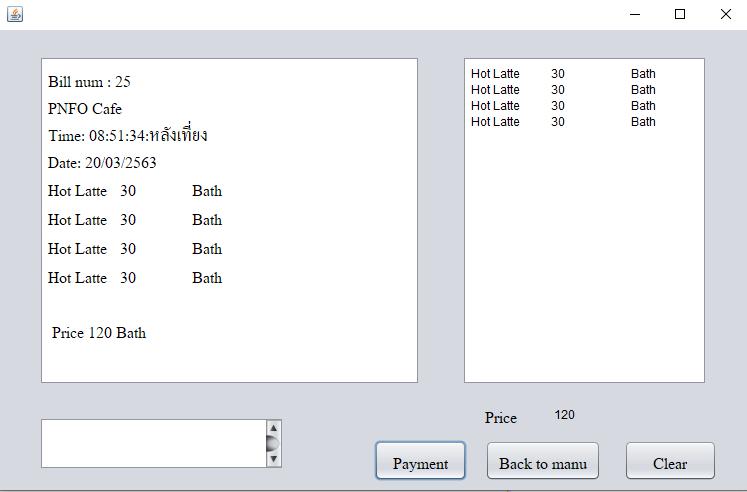 Bill num : 25
PNFO Cafe
Time: 08:51:34:หลังเที่ยง
Date: 20/03/2563
Hot Latte 30 Bath
Hot Latte 30 Bath
Hot Latte 30 Bath
Hot Latte 30 Bath
Price 120 Bath
Hot Latte 30 Bath
Hot Latte 30 Bath
Hot Latte 30 Bath
Hot Latte 30 Bath
Price 120
Payment
Back to manu
Clear